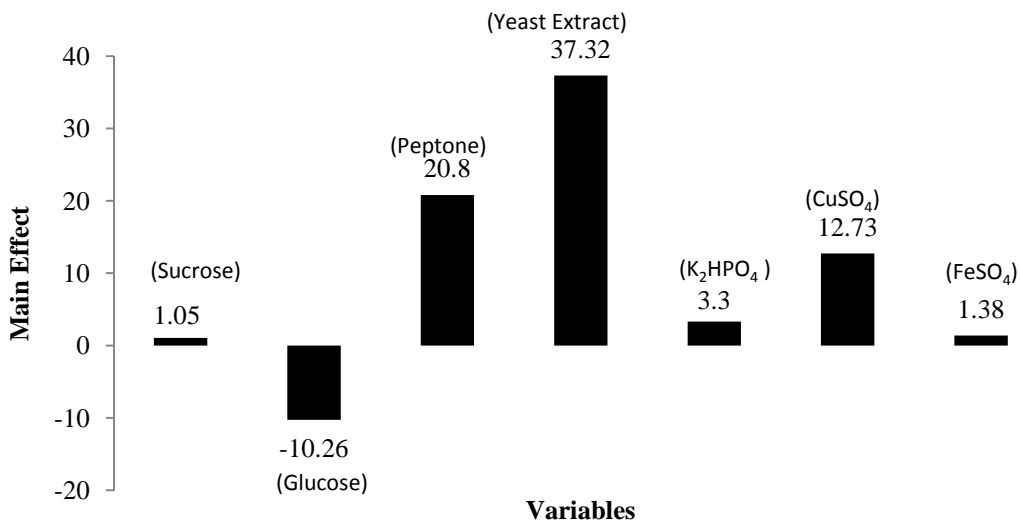 (Yeast Extract)
37.32
40
30
(Peptone)
20.8
20
(CuSO₄)
12.73
10
(Sucrose)
1.05
(K₂HPO₄ )
3.3
(FeSO₄)
1.38
0
-10
-10.26
(Glucose)
-20
Main Effect
Variables